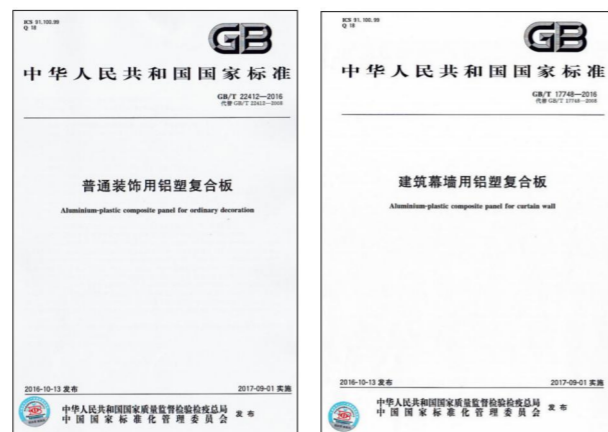 ICS 91.100.99
Q 18
GB
中华人民共和国国家标准
GB/T 22412—2016
代替 GB/T 22412—2008
普通装饰用铝塑复合板
Aluminium-plastic composite panel for ordinary decoration
2016-10-13 发布
2017-09-01 实施
中华人民共和国国家质量监督检验检疫总局
中国国家标准化管理委员会
发布
ICS 91.100.99
Q 18
GB
中华人民共和国国家标准
GB/T 17748—2016
代替 GB/T 17748—2008
建筑幕墙用铝塑复合板
Aluminium-plastic composite panel for curtain wall
2016-10-13 发布
2017-09-01 实施
中华人民共和国国家质量监督检验检疫总局
中国国家标准化管理委员会
发布